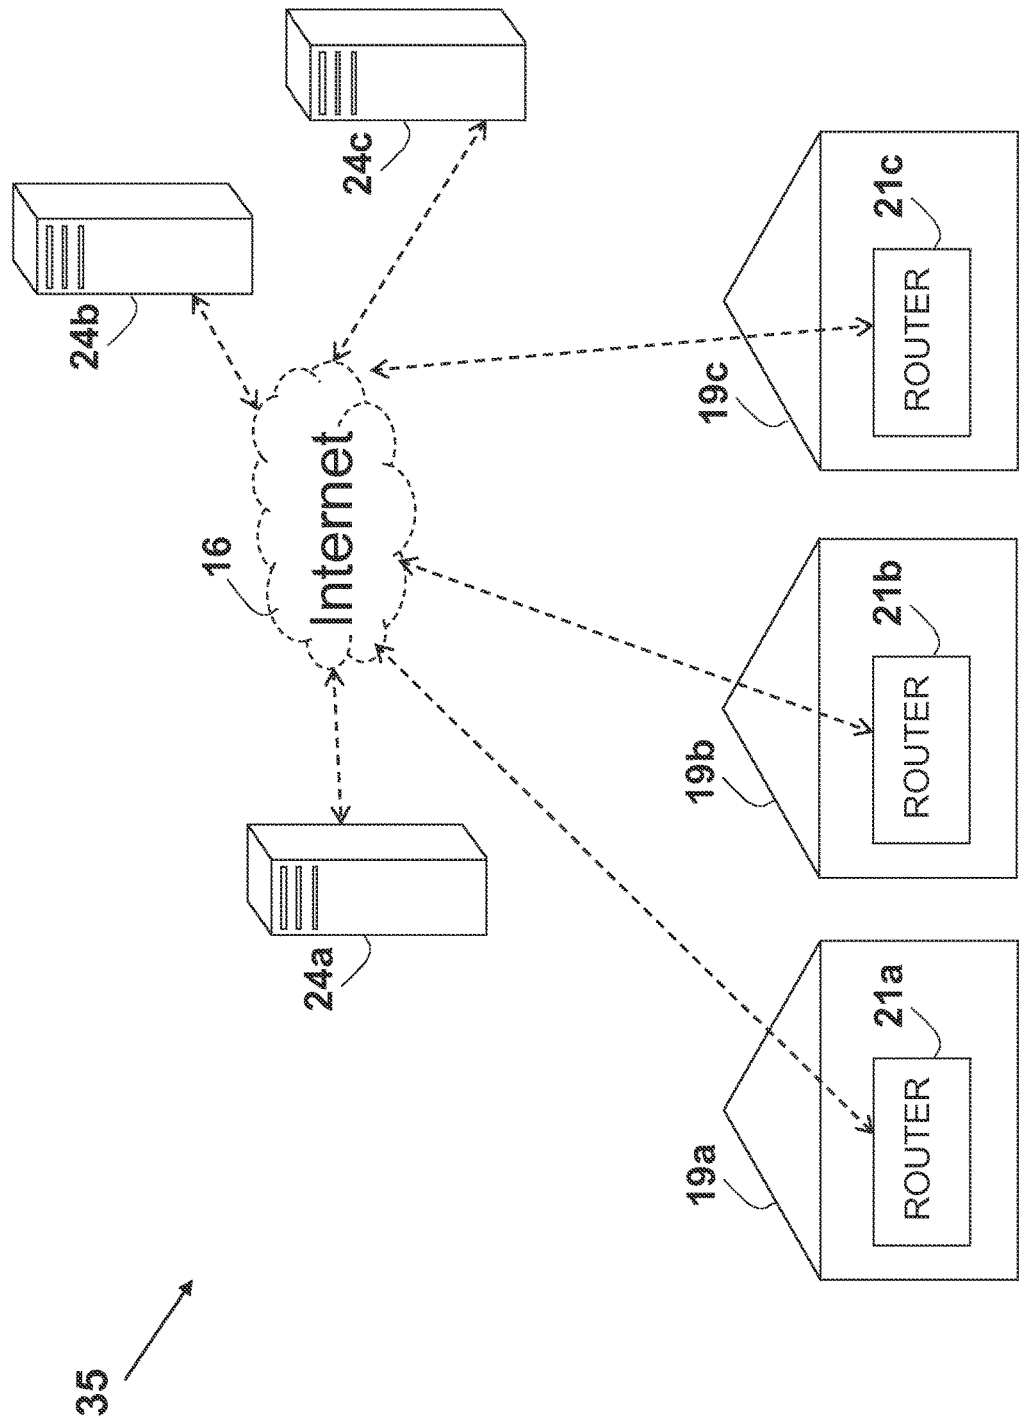 24b
24c
16
Internet
24a
19a
19b
19c
ROUTER
21a
ROUTER
21b
ROUTER
21c
35